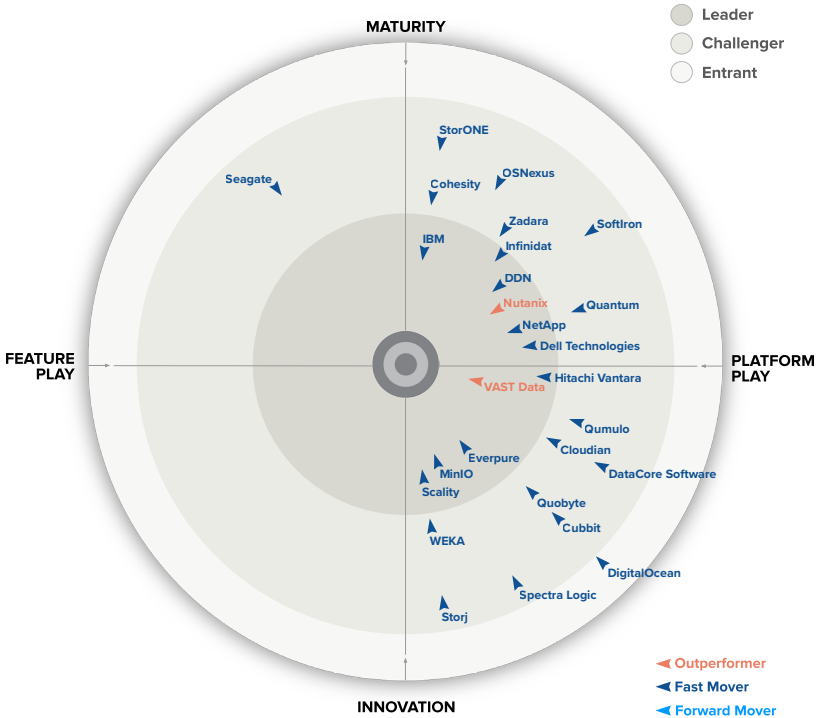 Leader
MATURITY
Challenger
Entrant
StorONE
OSNexus
Seagate
Cohesity
Zadara
SoftIron
IBM
Infinidat
DDN
Nutanix
Quantum
NetApp
Dell Technologies
FEATURE
PLAY
PLATFORM
PLAY
Hitachi Vantara
VAST Data
Qumulo
Cloudian
Everpure
MinIO
DataCore Software
Scality
Quobyte
Cubbit
WEKA
DigitalOcean
Spectra Logic
Storj
Outperformer
Fast Mover
INNOVATION
Forward Mover